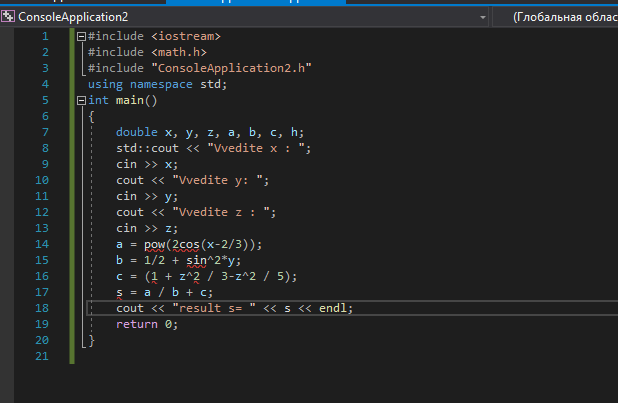 ConsoleApplication2 (Глобальная облас
1 #include <iostream>
2 #include <math.h>
3 #include "ConsoleApplication2.h"
4 using namespace std;
5 int main()
6 {
7 double x, y, z, a, b, c, h;
8 std::cout << "Vvedite x : ";
9 cin >> x;
10 cout << "Vvedite y: ";
11 cin >> y;
12 cout << "Vvedite z : ";
13 cin >> z;
14 a = pow(2cos(x-2/3));
15 b = 1/2 + sin^2*y;
16 c = (1 + z^2 / 3-z^2 / 5);
17 s = a / b + c;
18 cout << "result s= " << s << endl;
19 return 0;
20 }
21